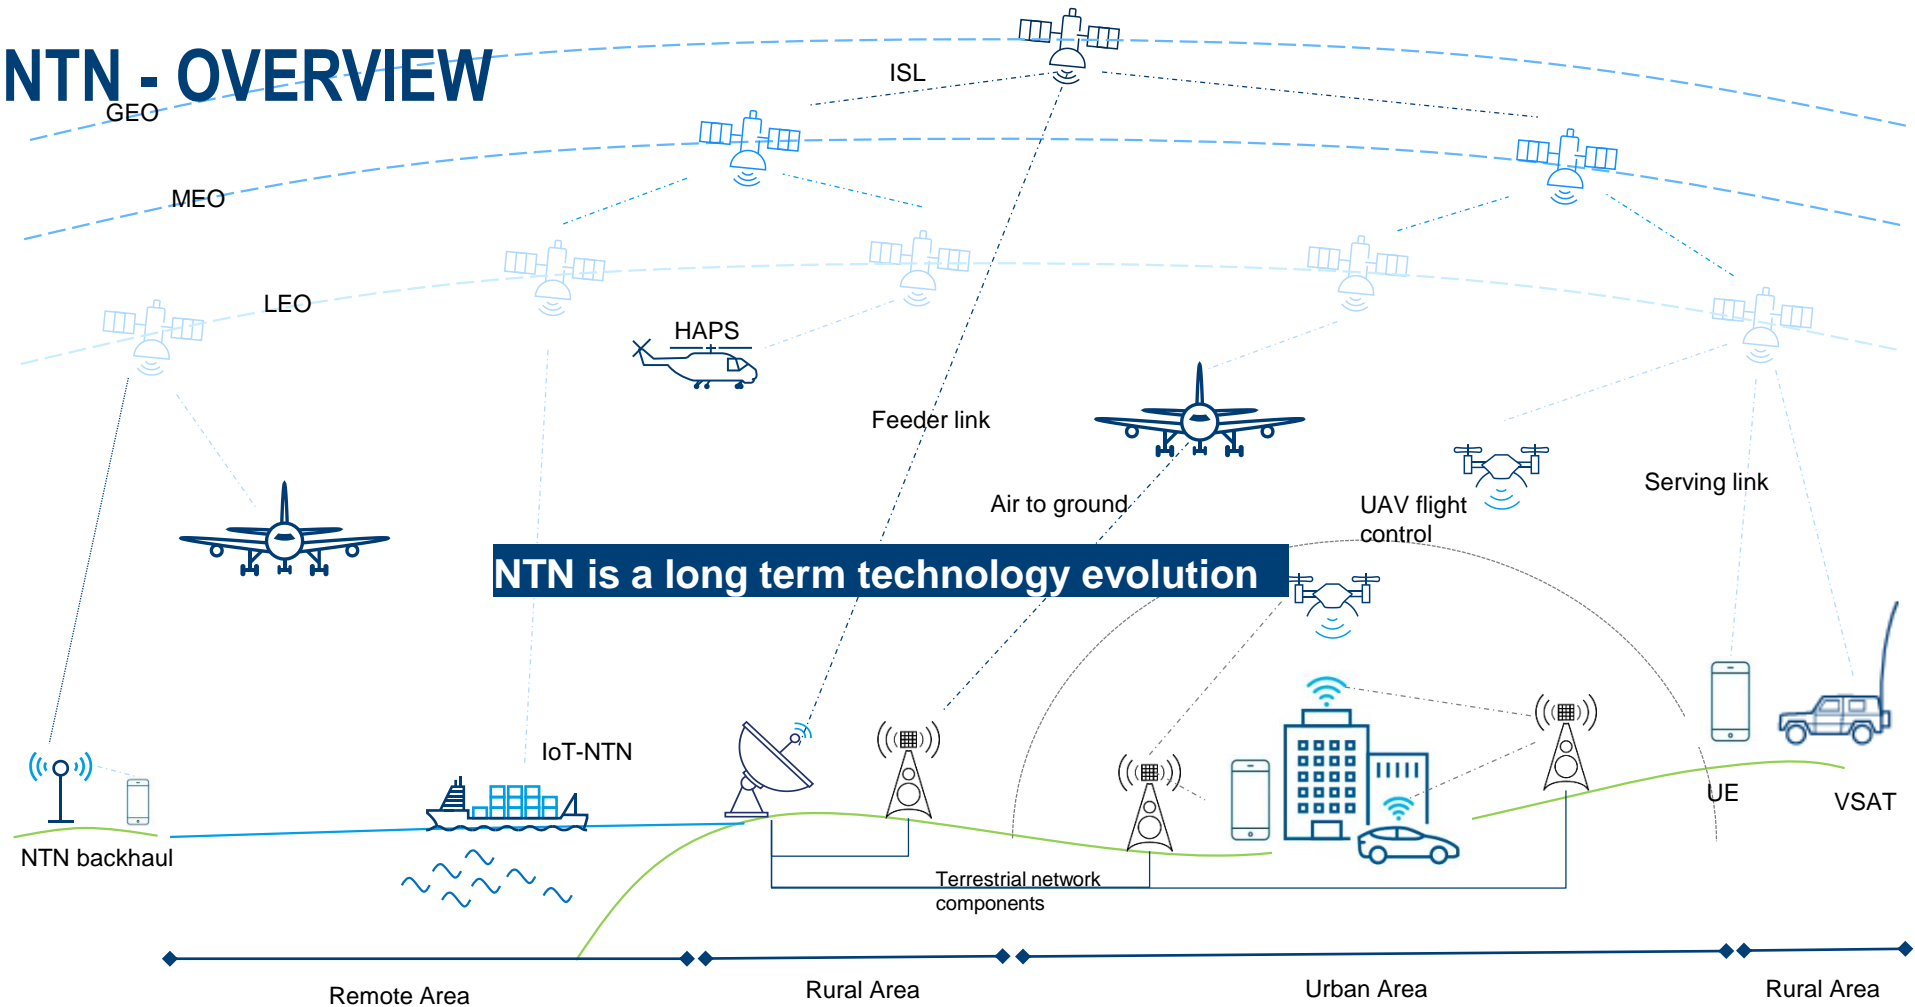 NTN - OVERVIEW
ISL
GEO
MEO
LEO
HAPS
Feeder link
Air to ground
UAV flight
control
Serving link
NTN is a long term technology evolution
IoT-NTN
UE
VSAT
NTN backhaul
Terrestrial network
components
Remote Area
Rural Area
Urban Area
Rural Area